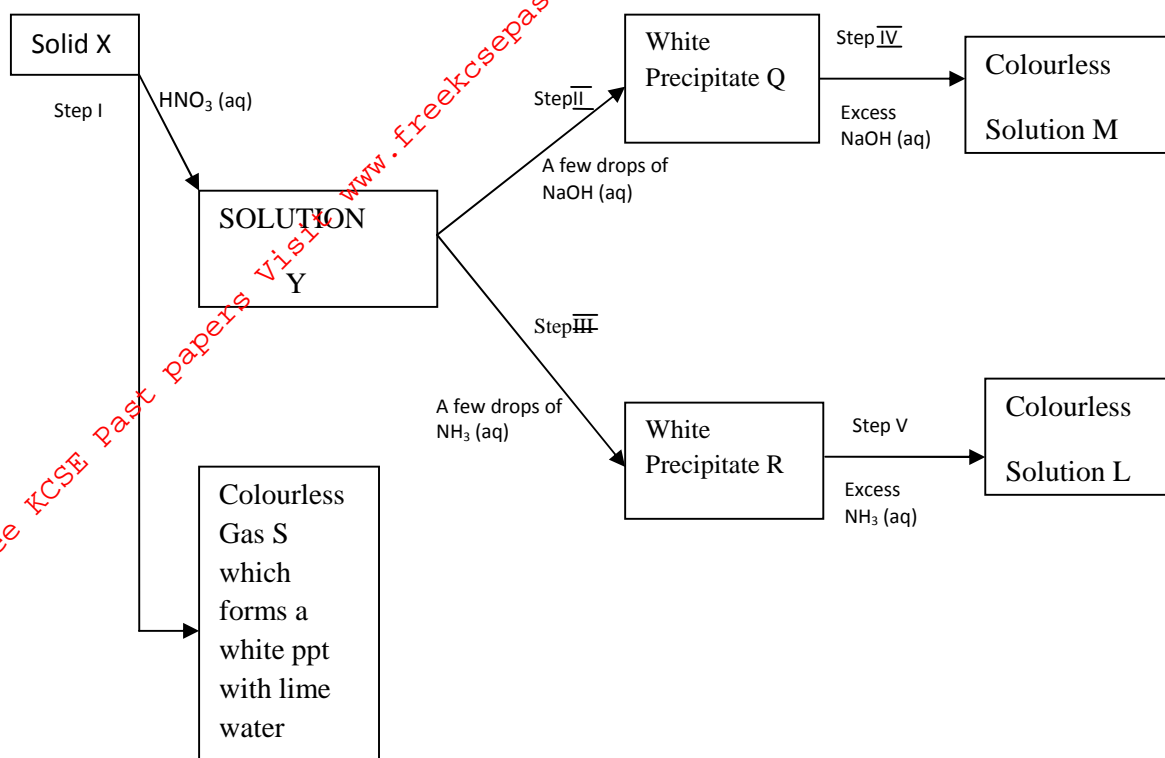 Solid X
Step I
HNO₃ (aq)
SOLUTION
Y
Step II
A few drops of
NaOH (aq)
White
Precipitate Q
Step IV
Excess
NaOH (aq)
Colourless
Solution M
Step III
A few drops of
NH₃ (aq)
White
Precipitate R
Step V
Excess
NH₃ (aq)
Colourless
Solution L
Colourless
Gas S
which
forms a
white ppt
with lime
water
KCSE Past papers Visit www.freekcsepas